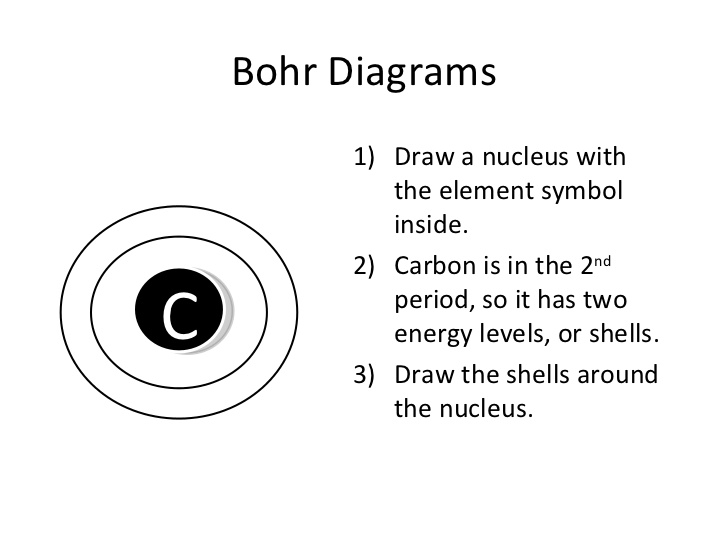 Bohr Diagrams
1) Draw a nucleus with
the element symbol
inside.
2) Carbon is in the 2nd
period, so it has two
energy levels, or shells.
3) Draw the shells around
the nucleus.
C